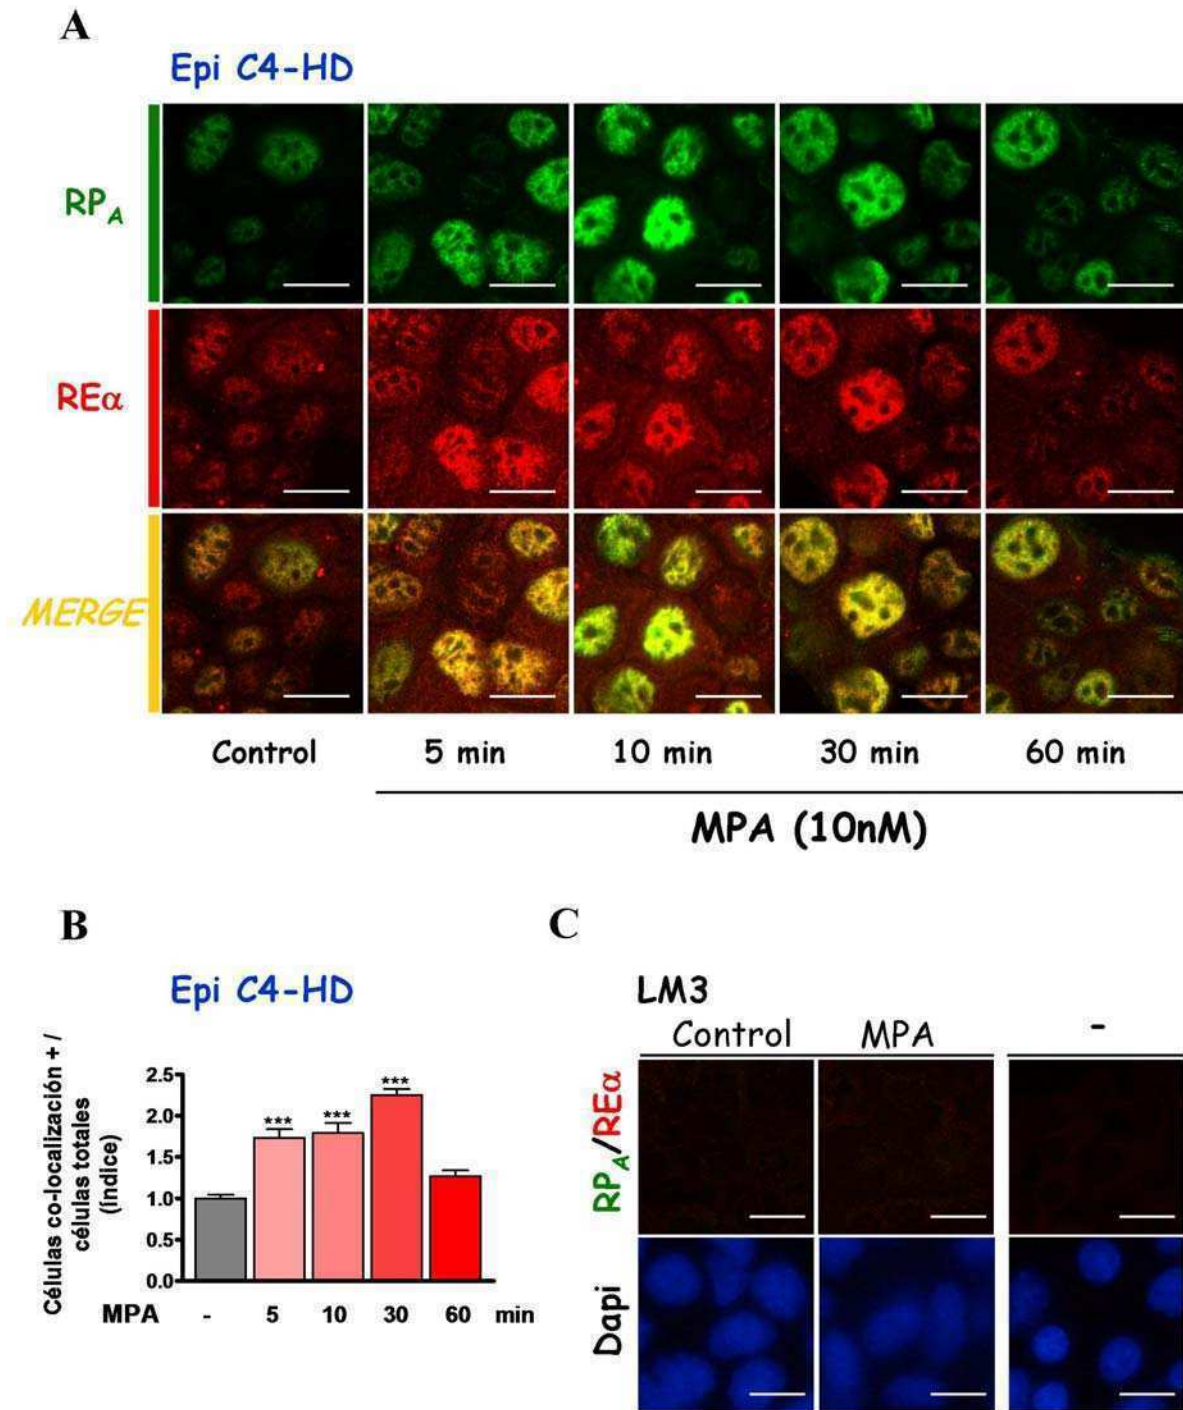 A
Epi C4-HD
RPA
REα
MERGE
Control 5 min 10 min 30 min 60 min
MPA (10nM)
B
Epi C4-HD
Células co-localización + /
células totales
(índice)
2.5
2.0
1.5
1.0
0.5
0.0
*** *** ***
MPA - 5 10 30 60 min
C
LM3
Control MPA -
RPA/REα
Dapi